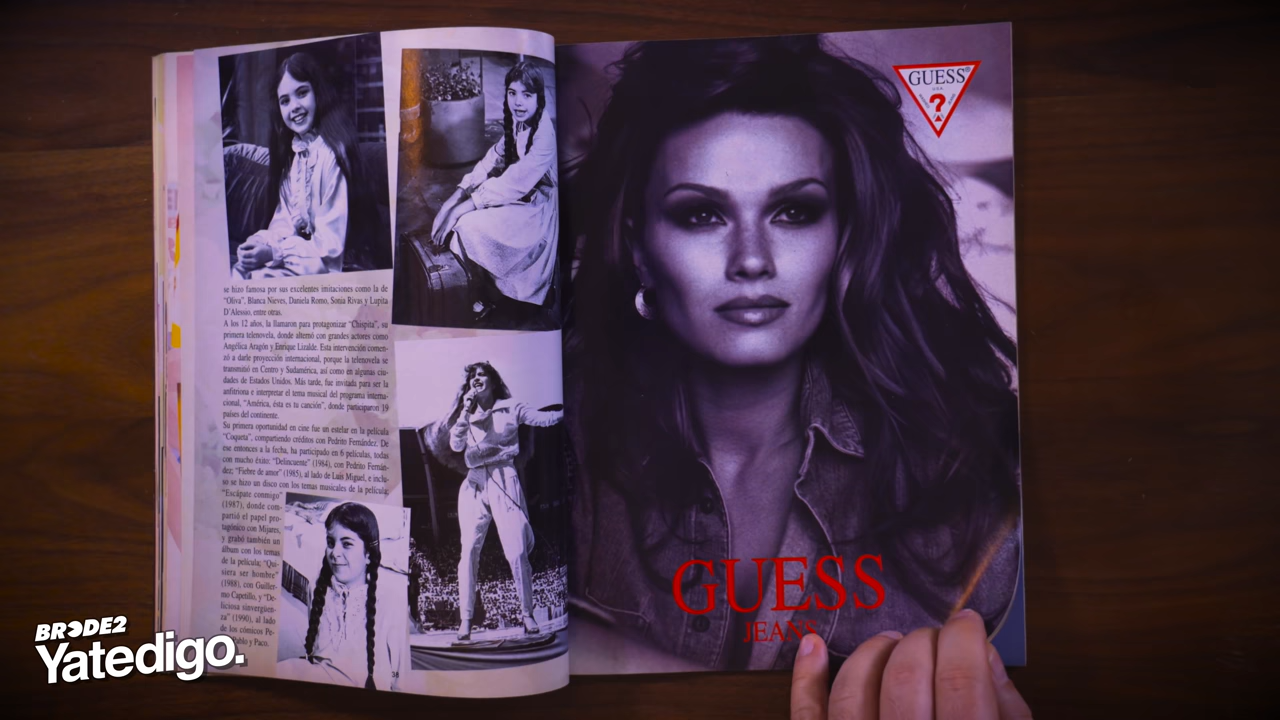 se hizo famosa por sus excelentes imitaciones como la de
"Oliva", Blanca Nieves, Daniela Romo, Sonia Rivas y Lupita
D'Alessio, entre otras.
A los 12 años, la llamaron para protagonizar "Chispita", su
primera telenovela, donde alternó con grandes actores como
Angélica Aragón y Enrique Lizalde. Esta intervención comen-
zó a darle proyección internacional, porque la telenovela se
transmitió en Centro y Sudamérica, así como en algunas ciu-
dades de Estados Unidos. Más tarde, fue invitada para ser la
anfitriona e interpretar el tema musical del programa interna-
cional, "América, ésta es tu canción", donde participaron 19
países del continente.
Su primera oportunidad en cine fue un estelar en la película
"Coqueta", compartiendo créditos con Pedrito Fernández. De
ese entonces a la fecha, ha participado en 6 películas, todas
con mucho éxito: "Delincuente" (1984), con Pedrito Fernán-
dez; "Fiebre de amor" (1985), al lado de Luis Miguel, e inclu-
so se hizo un disco con los temas musicales de la película;
"Escápate conmigo"
(1987), donde com-
partió el papel pro-
tagónico con Mijares,
y grabó también un
álbum con los temas
de la película; "Qui-
siera ser hombre"
(1988), con Guiller-
mo Capetillo, y "De-
liciosa sinvergüen-
za" (1990), al lado
de los cómicos Pe-
y Paco.
38
GUESS
U.S.A.
?
GUESS
JEANS
BRODE2
Yatedigo.